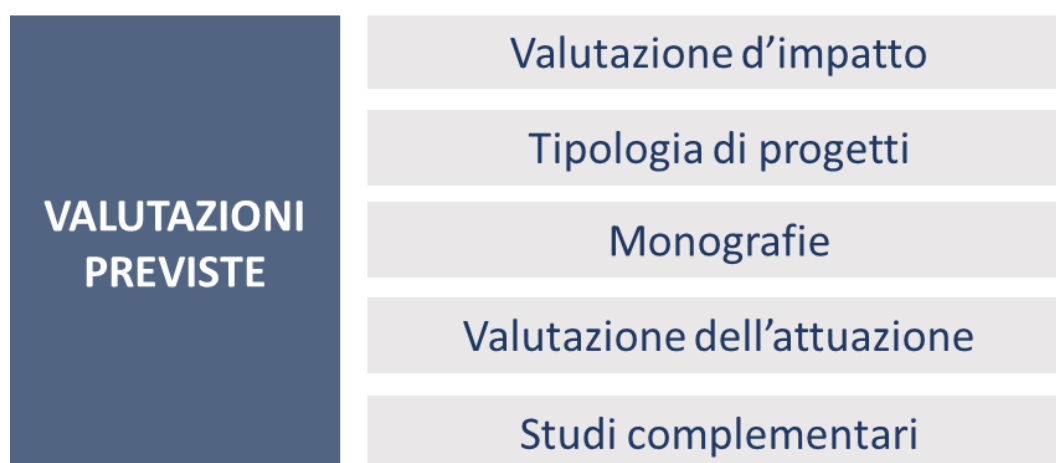 VALUTAZIONI
PREVISTE
Valutazione d’impatto
Tipologia di progetti
Monografie
Valutazione dell’attuazione
Studi complementari